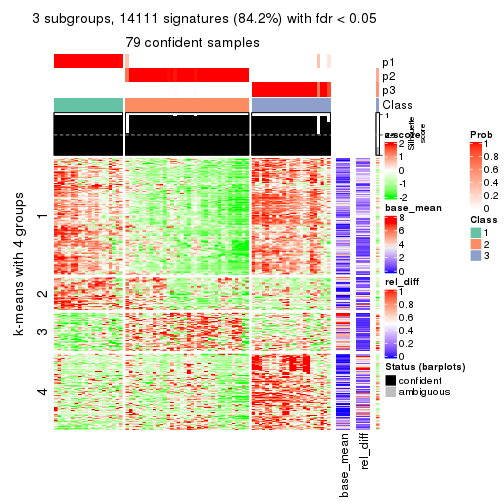 3 subgroups, 14111 signatures (84.2%) with fdr < 0.05
79 confident samples
p1
p2
p3
Class
1
Silhouette
score
z-score
2
1
0
-1
-2
base_mean
8
6
4
2
0
rel_diff
1
0.8
0.6
0.4
0.2
0
Status (barplots)
confident
ambiguous
Prob
1
0.8
0.6
0.4
0.2
0
Class
1
2
3
k-means with 4 groups
1
2
3
4
base_mean
rel_diff